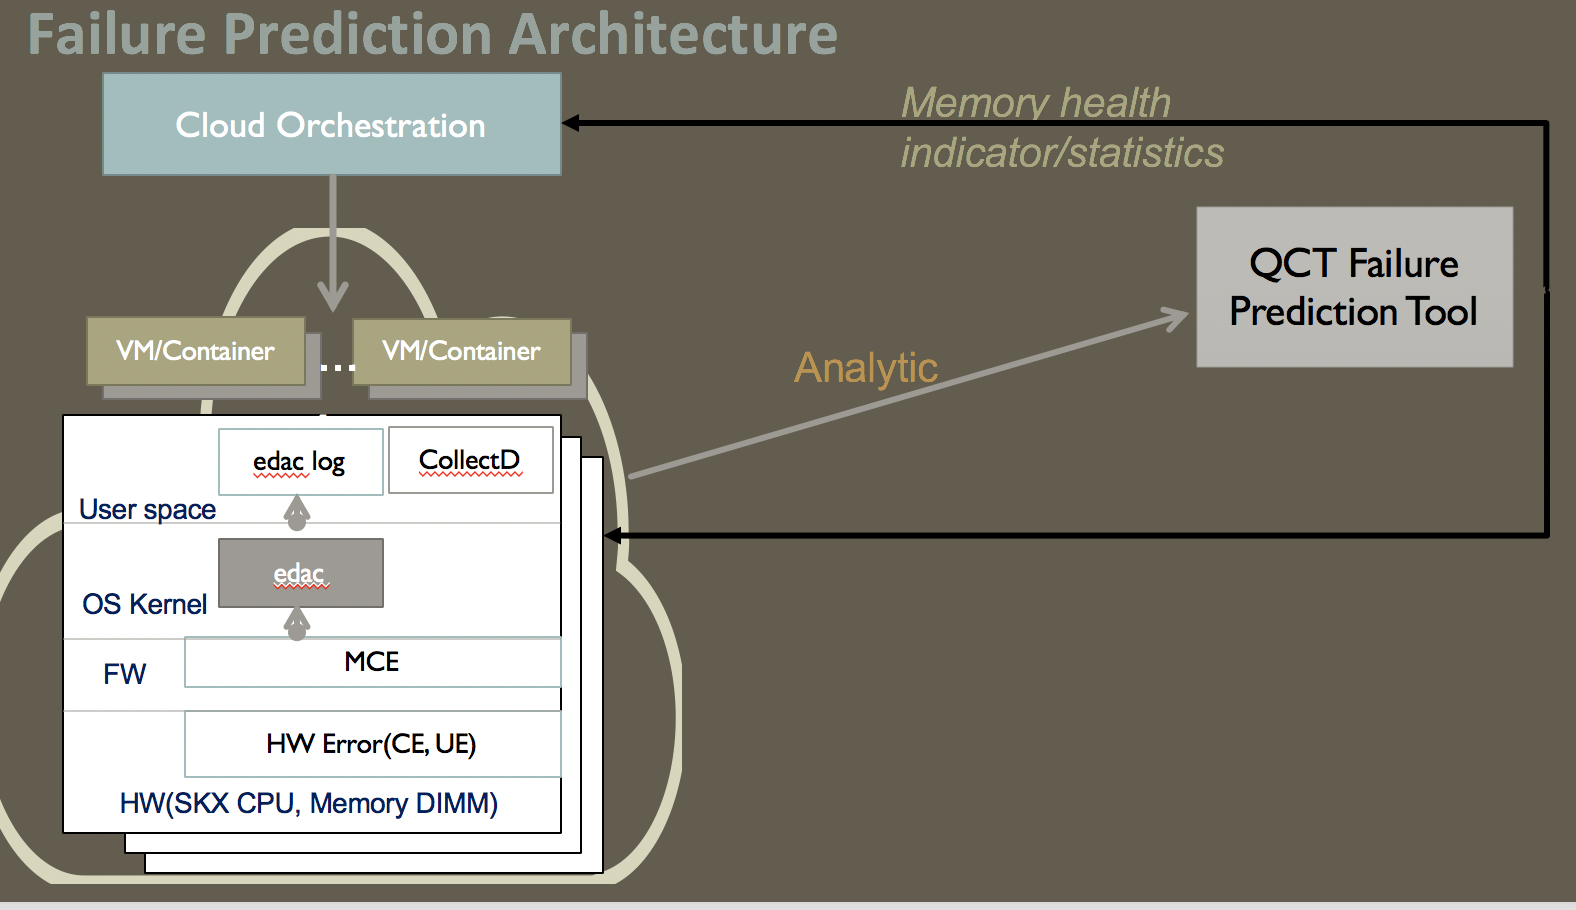 Failure Prediction Architecture
Cloud Orchestration
Memory health
indicator/statistics
QCT Failure
Prediction Tool
VM/Container
...
VM/Container
Analytic
edac log
CollectD
User space
edac
OS Kernel
MCE
FW
HW Error(CE, UE)
HW(SKX CPU, Memory DIMM)